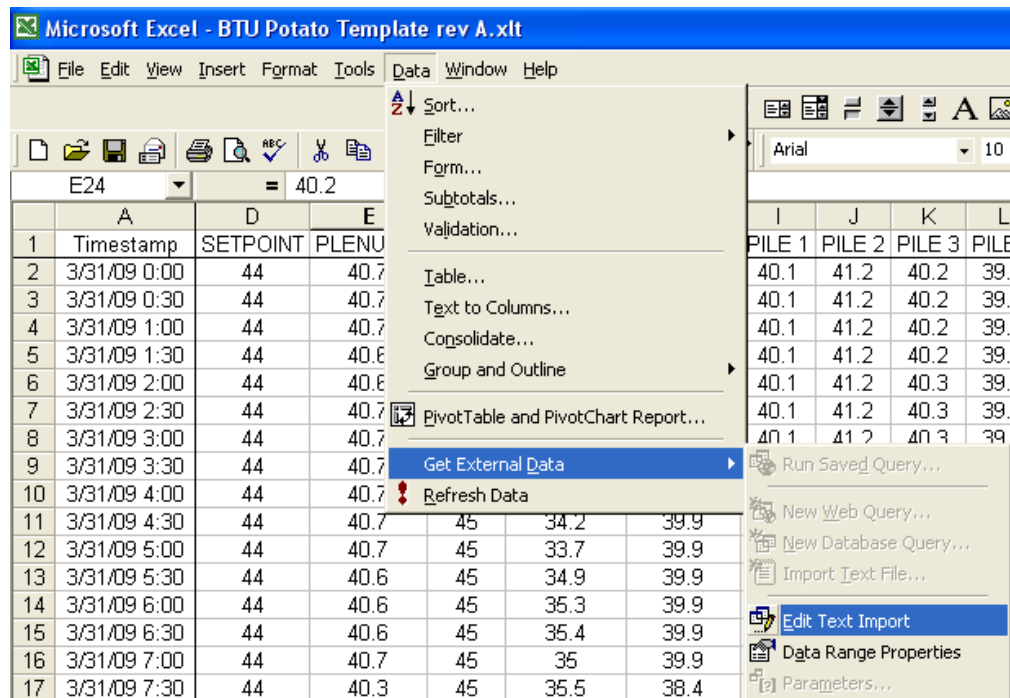 Microsoft Excel - BTU Potato Template rev A.xlt
File Edit View Insert Format Tools Data Window Help
Sort...
Filter
Form...
Subtotals...
Validation...
Table...
Text to Columns...
Consolidate...
Group and Outline
PivotTable and PivotChart Report...
Get External Data
Refresh Data
Run Saved Query...
New Web Query...
New Database Query...
Import Text File...
Edit Text Import
Data Range Properties
Parameters...
Arial 10
E24 = 40.2
A D E I J K L
1 Timestamp SETPOINT PLENU PILE 1 PILE 2 PILE 3 PILE
2 3/31/09 0:00 44 40.7 40.1 41.2 40.2 39.
3 3/31/09 0:30 44 40.7 40.1 41.2 40.2 39.
4 3/31/09 1:00 44 40.7 40.1 41.2 40.2 39.
5 3/31/09 1:30 44 40.6 40.1 41.2 40.2 39.
6 3/31/09 2:00 44 40.6 40.1 41.2 40.3 39.
7 3/31/09 2:30 44 40.7 40.1 41.2 40.3 39.
8 3/31/09 3:00 44 40.7 40.1 41.2 40.3 39
9 3/31/09 3:30 44 40.7
10 3/31/09 4:00 44 40.7
11 3/31/09 4:30 44 40.7 45 34.2 39.9
12 3/31/09 5:00 44 40.7 45 33.7 39.9
13 3/31/09 5:30 44 40.6 45 34.9 39.9
14 3/31/09 6:00 44 40.6 45 35.3 39.9
15 3/31/09 6:30 44 40.6 45 35.4 39.9
16 3/31/09 7:00 44 40.7 45 35 39.9
17 3/31/09 7:30 44 40.3 45 35.5 38.4